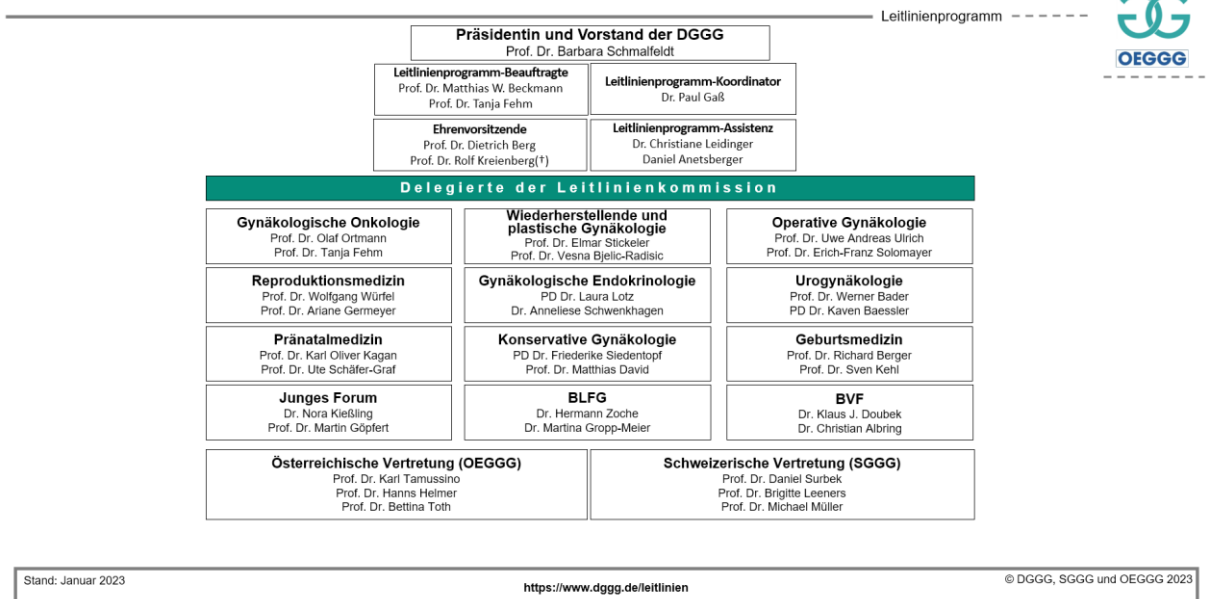 Leitlinienprogramm
OEGGG
Präsidentin und Vorstand der DGGG
Prof. Dr. Barbara Schmalfeldt
Leitlinienprogramm-Beauftragte
Prof. Dr. Matthias W. Beckmann
Prof. Dr. Tanja Fehm
Leitlinienprogramm-Koordinator
Dr. Paul Gaß
Ehrenvorsitzende
Prof. Dr. Dietrich Berg
Prof. Dr. Rolf Kreienberg(†)
Leitlinienprogramm-Assistenz
Dr. Christiane Leidinger
Daniel Anetsberger
Delegierte der Leitlinienkommission
Gynäkologische Onkologie
Prof. Dr. Olaf Ortmann
Prof. Dr. Tanja Fehm
Wiederherstellende und
plastische Gynäkologie
Prof. Dr. Elmar Stickeler
Prof. Dr. Vesna Bjelic-Radisic
Operative Gynäkologie
Prof. Dr. Uwe Andreas Ulrich
Prof. Dr. Erich-Franz Solomayer
Reproduktionsmedizin
Prof. Dr. Wolfgang Würfel
Prof. Dr. Ariane Germeyer
Gynäkologische Endokrinologie
PD Dr. Laura Lotz
Dr. Anneliese Schwenkhagen
Urogynäkologie
Prof. Dr. Werner Bader
PD Dr. Kaven Baessler
Pränatalmedizin
Prof. Dr. Karl Oliver Kagan
Prof. Dr. Ute Schäfer-Graf
Konservative Gynäkologie
PD Dr. Friederike Siedentopf
Prof. Dr. Matthias David
Geburtsmedizin
Prof. Dr. Richard Berger
Prof. Dr. Sven Kehl
Junges Forum
Dr. Nora Kießling
Prof. Dr. Martin Göpfert
BLFG
Dr. Hermann Zoche
Dr. Martina Gropp-Meier
BVF
Dr. Klaus J. Doubek
Dr. Christian Albring
Österreichische Vertretung (OEGGG)
Prof. Dr. Karl Tamussino
Prof. Dr. Hanns Helmer
Prof. Dr. Bettina Toth
Schweizerische Vertretung (SGGG)
Prof. Dr. Daniel Surbek
Prof. Dr. Brigitte Leeners
Prof. Dr. Michael Müller
Stand: Januar 2023
https://www.dggg.de/leitlinien
© DGGG, SGGG und OEGGG 2023